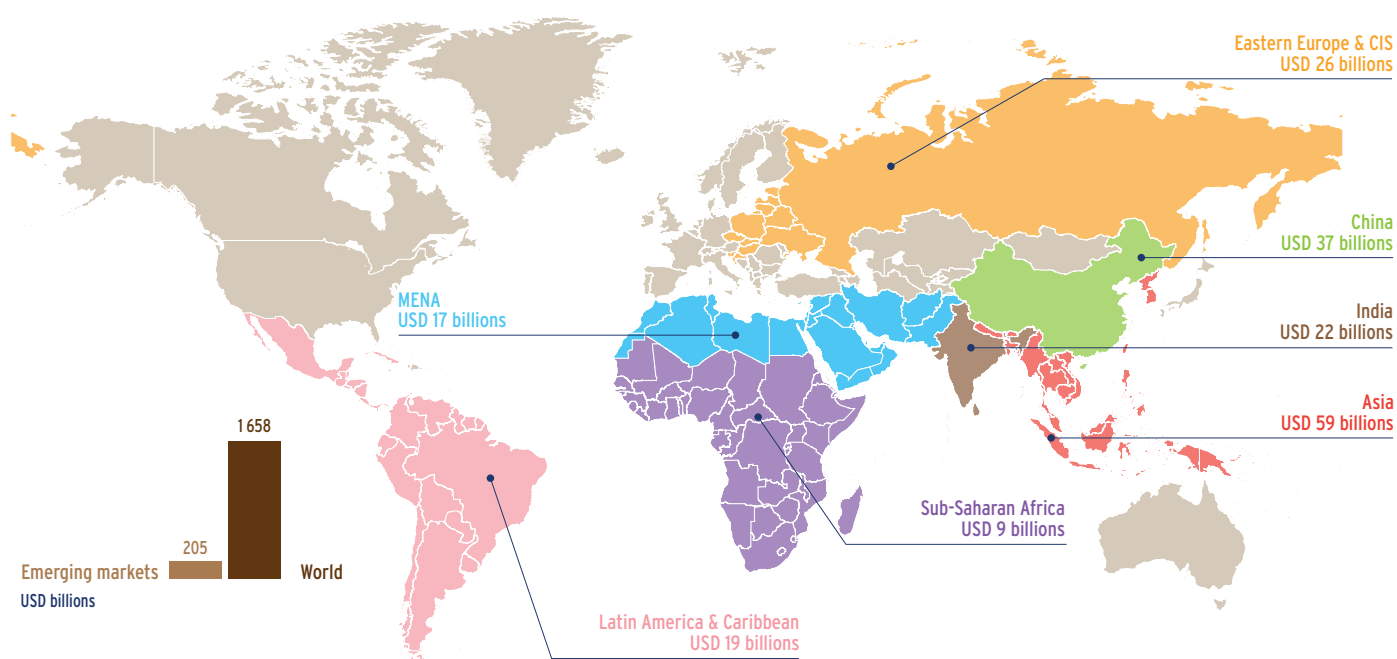 Eastern Europe & CIS
USD 26 billions
China
USD 37 billions
MENA
USD 17 billions
India
USD 22 billions
Asia
USD 59 billions
1 658
205
Emerging markets
World
USD billions
Sub-Saharan Africa
USD 9 billions
Latin America & Caribbean
USD 19 billions